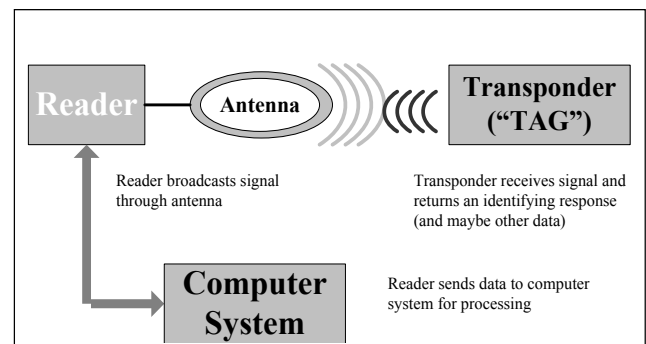 Reader
Antenna
Transponder
(“TAG”)
Reader broadcasts signal
through antenna
Transponder receives signal and
returns an identifying response
(and maybe other data)
Computer
System
Reader sends data to computer
system for processing